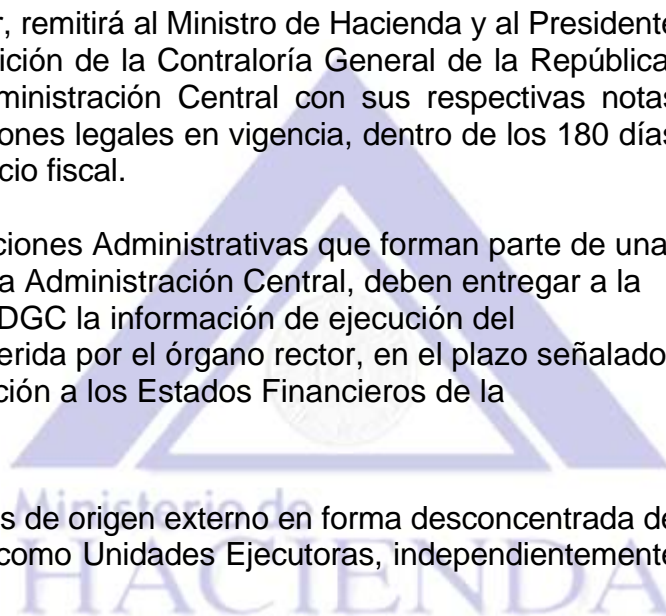 r, remitirá al Ministro de Hacienda y al Presidente
ición de la Contraloría General de la República
ministración Central con sus respectivas notas
ones legales en vigencia, dentro de los 180 días
cio fiscal.
ciones Administrativas que forman parte de una
a Administración Central, deben entregar a la
DGC la información de ejecución del
erida por el órgano rector, en el plazo señalado
ción a los Estados Financieros de la
Ministerio de
s de origen externo en forma desconcentrada de
como Unidades Ejecutoras, independientemente
HACIENDA